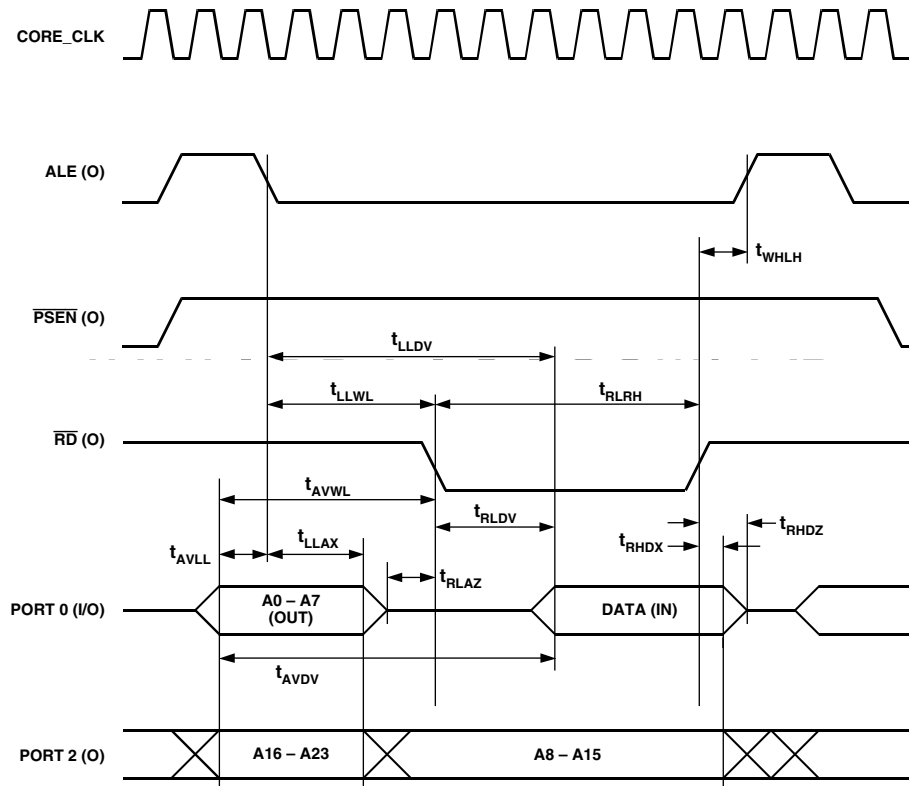 CORE_CLK
ALE (O)
tWHLH
PSEN (O)
tLLDV
tLLWL
tRLRH
RD (O)
tAVWL
tRLDV
tRHDZ
tAVLL
tLLAX
tRHDX
tRLAZ
PORT 0 (I/O)
A0 – A7
(OUT)
DATA (IN)
tAVDV
PORT 2 (O)
A16 – A23
A8 – A15